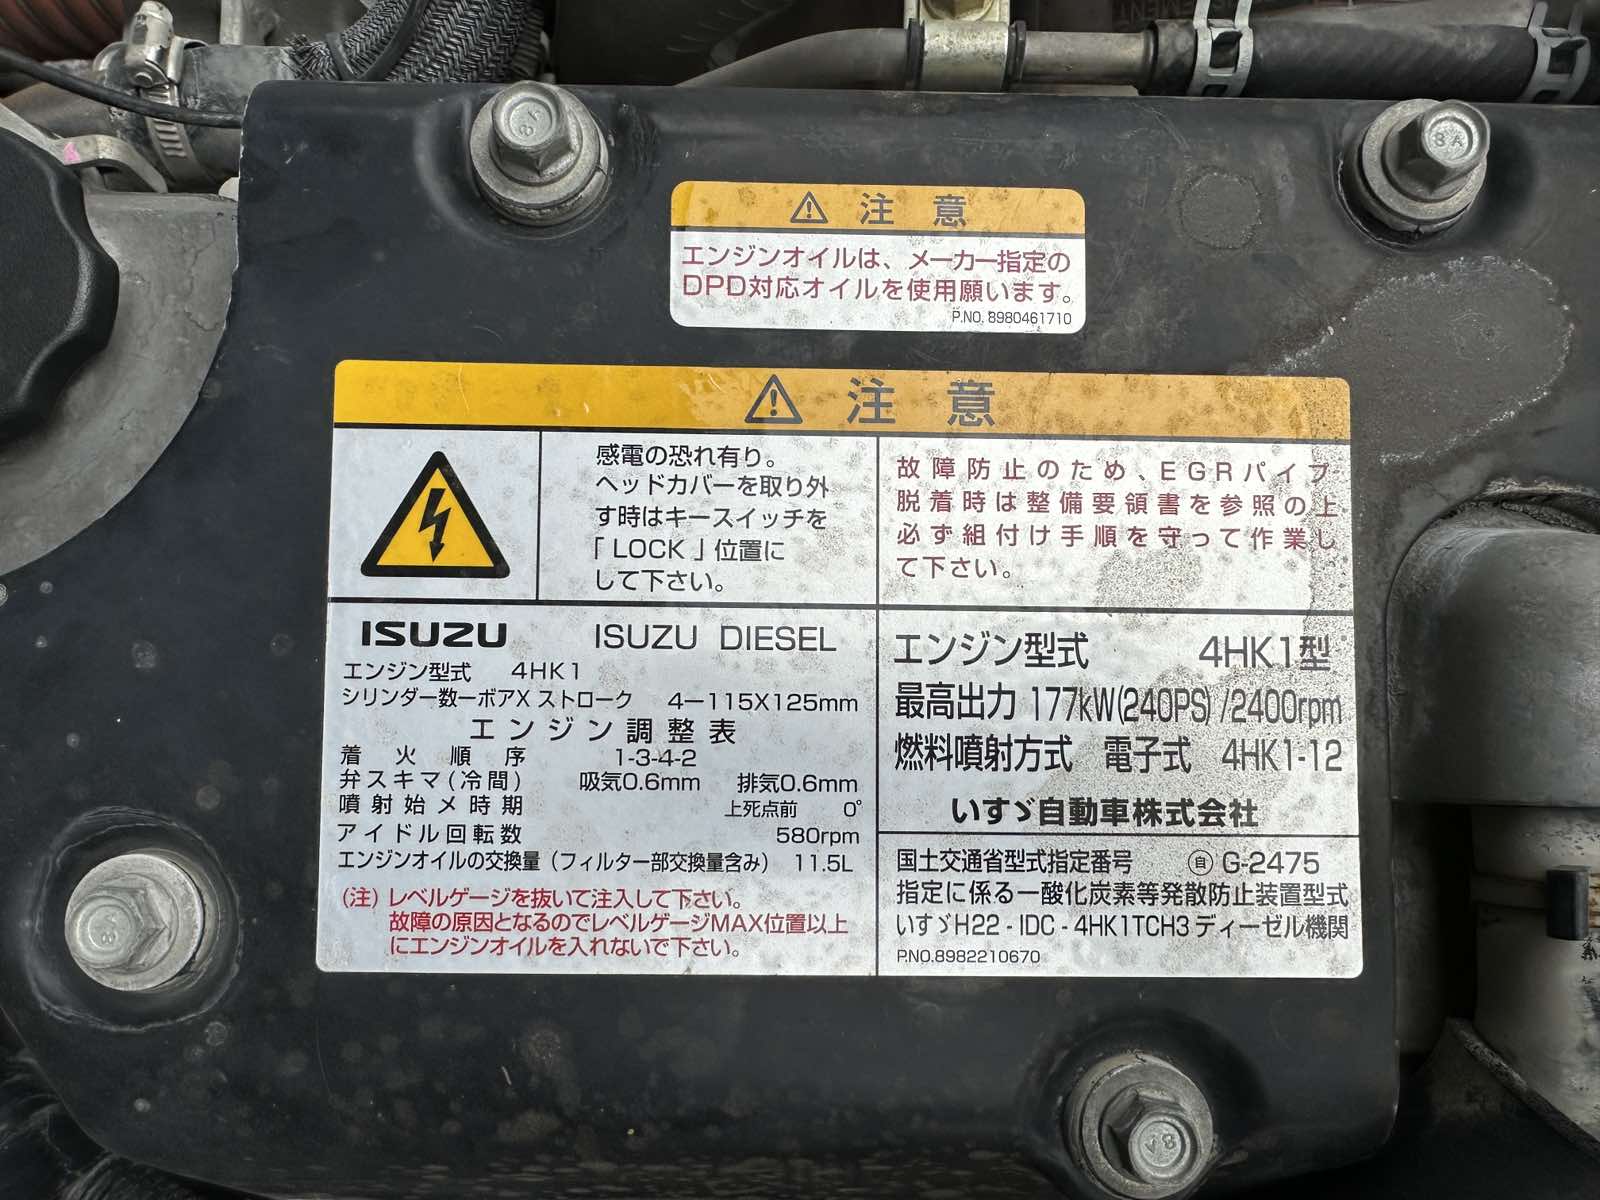 注 意
エンジンオイルは、メーカー指定の
DPD対応オイルを使用願います。
P.NO. 8980461710
注 意
感電の恐れ有り。
ヘッドカバーを取り外
す時はキースイッチを
「 LOCK 」位置に
して下さい。
故障防止のため、EGRパイプ
脱着時は整備要領書を参照の上
必ず組付け手順を守って作業し
て下さい。
ISUZU ISUZU DIESEL
エンジン型式 4HK1
シリンダー数ーボアX ストローク 4ー115X125mm
エンジン調整表
着火順序 1-3-4-2
弁スキマ(冷間) 吸気0.6mm 排気0.6mm
噴射始メ時期 上死点前 0°
アイドル回転数 580rpm
エンジンオイルの交換量(フィルター部交換量含み) 11.5L
(注) レベルゲージを抜いて注入して下さい。
故障の原因となるのでレベルゲージMAX位置以上
にエンジンオイルを入れないで下さい。
エンジン型式 4HK1型
最高出力 177kW(240PS) /2400rpm
燃料噴射方式 電子式 4HK1-12
いすゞ自動車株式会社
国土交通省型式指定番号 ㊀自 G-2475
指定に係る一酸化炭素等発散防止装置型式
いすゞH22 - IDC - 4HK1TCH3 ディーゼル機関
P.NO.8982210670
8A
8A
8
8A